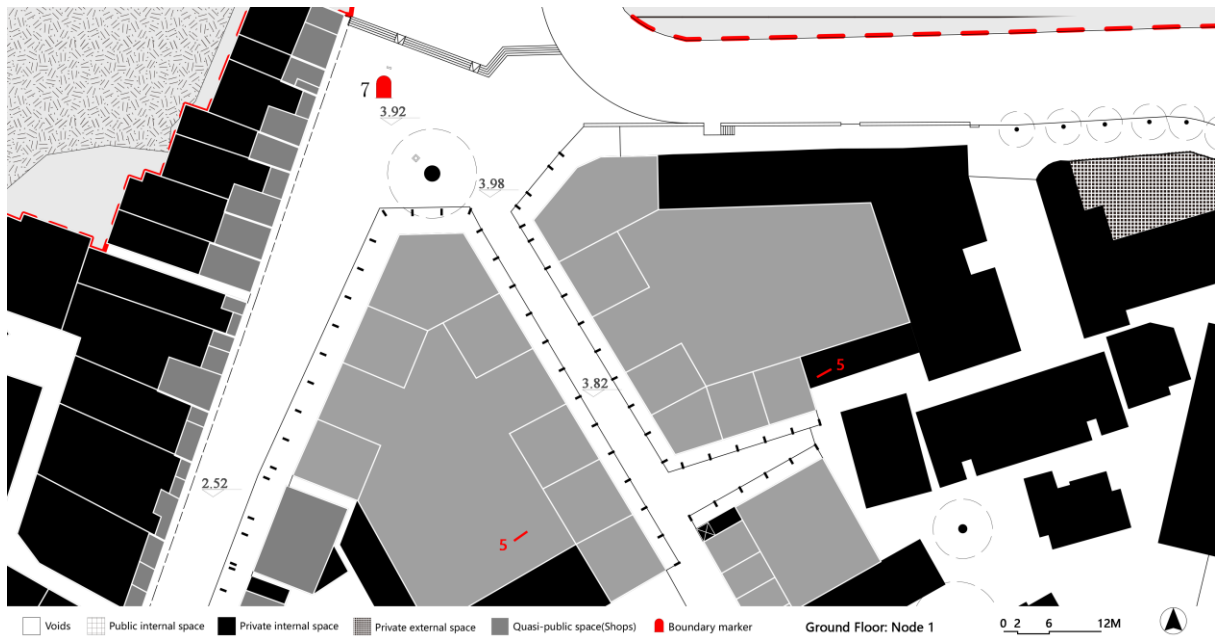 7
3.92
3.98
3.82
5
2.52
5
Voids
Public internal space
Private internal space
Private external space
Quasi-public space(Shops)
Boundary marker
Ground Floor: Node 1
0 2 6 12M